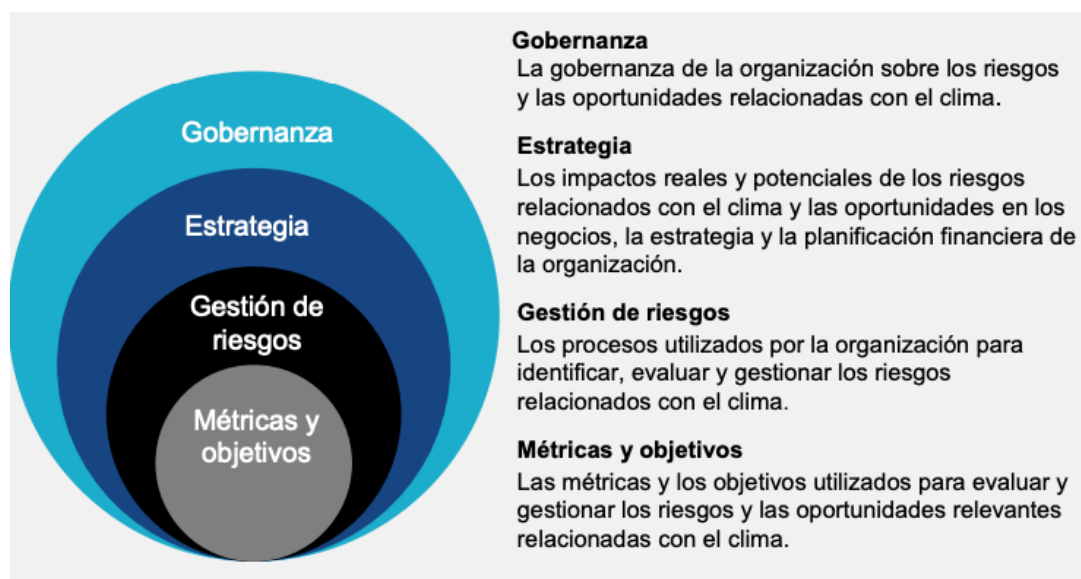 Gobernanza
Estrategia
Gestión de
riesgos
Métricas y
objetivos
Gobernanza
La gobernanza de la organización sobre los riesgos
y las oportunidades relacionadas con el clima.
Estrategia
Los impactos reales y potenciales de los riesgos
relacionados con el clima y las oportunidades en los
negocios, la estrategia y la planificación financiera de
la organización.
Gestión de riesgos
Los procesos utilizados por la organización para
identificar, evaluar y gestionar los riesgos
relacionados con el clima.
Métricas y objetivos
Las métricas y los objetivos utilizados para evaluar y
gestionar los riesgos y las oportunidades relevantes
relacionadas con el clima.